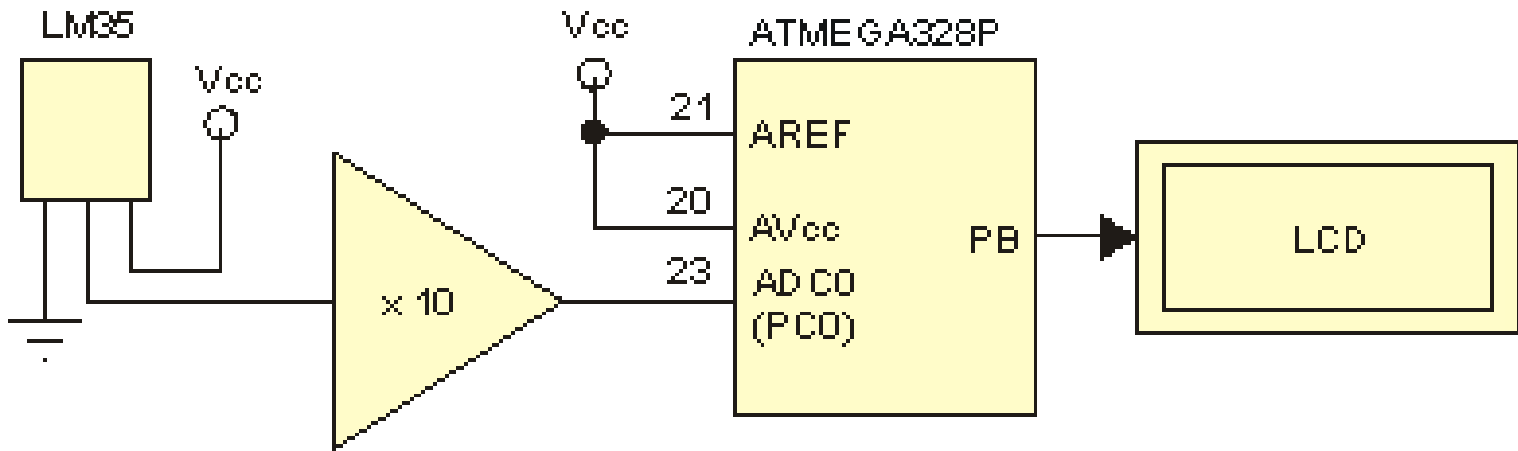 LM35
Vcc
x 10
Vcc
ATMEGA328P
21
AREF
20
AVcc
23
ADC0
(PC0)
PB
LCD